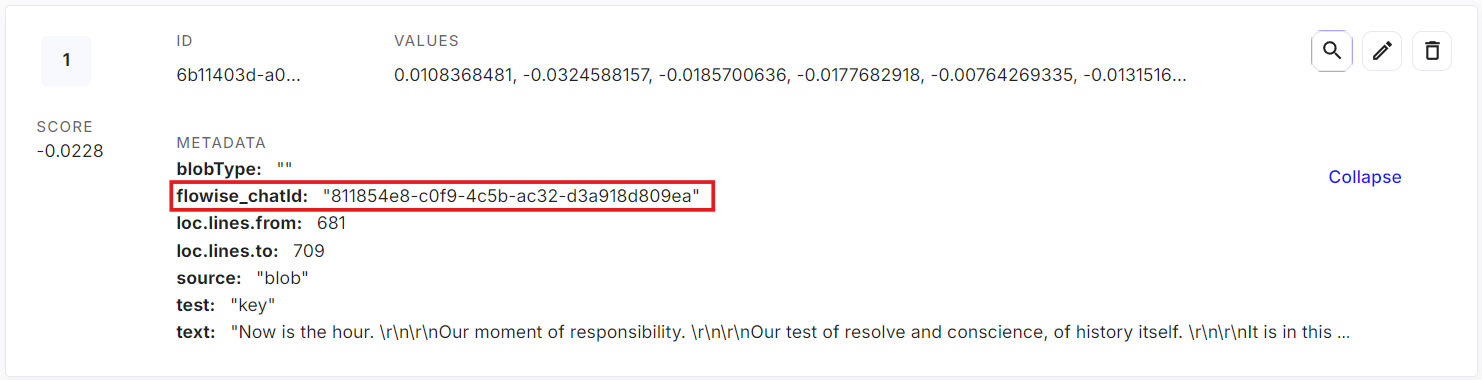 1
ID
6b11403d-a0...
VALUES
0.0108368481, -0.0324588157, -0.0185700636, -0.0177682918, -0.00764269335, -0.0131516...
SCORE
-0.0228
METADATA
blobType: ""
flowise_chatId: "811854e8-c0f9-4c5b-ac32-d3a918d809ea"
loc.lines.from: 681
loc.lines.to: 709
source: "blob"
test: "key"
text: "Now is the hour. \r\n\r\nOur moment of responsibility. \r\n\r\nOur test of resolve and conscience, of history itself. \r\n\r\nIt is in this ...
Collapse